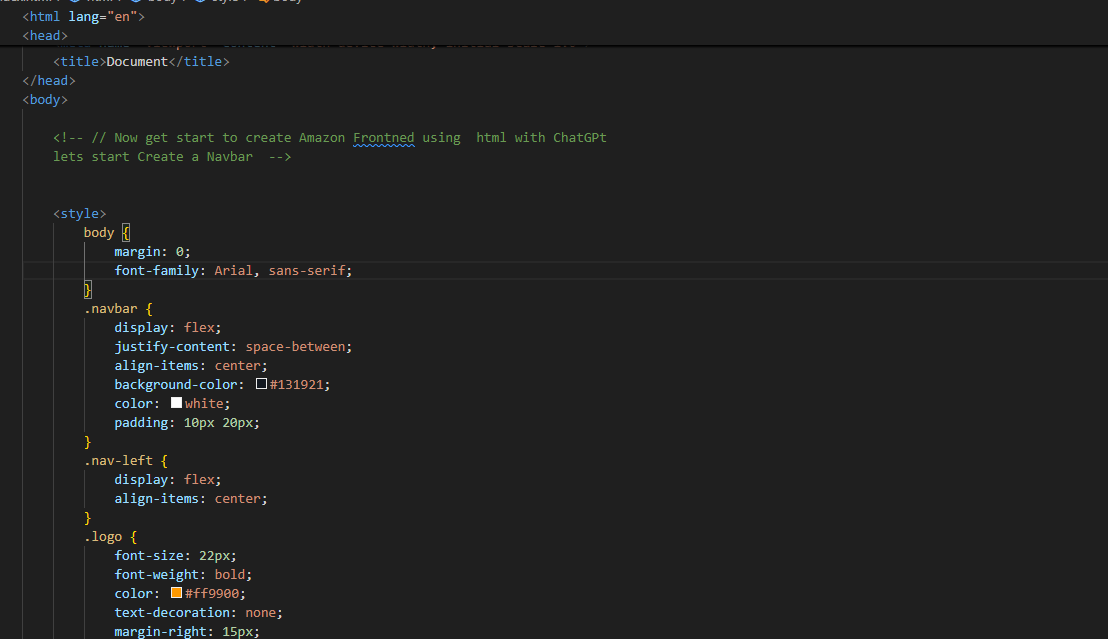 <html lang="en">
<head>
<title>Document</title>
</head>
<body>
<!-- // Now get start to create Amazon Frontned using  html with ChatGPt
lets start Create a Navbar  -->
<style>
body {
margin: 0;
font-family: Arial, sans-serif;
}
.navbar {
display: flex;
justify-content: space-between;
align-items: center;
background-color: #131921;
color: white;
padding: 10px 20px;
}
.nav-left {
display: flex;
align-items: center;
}
.logo {
font-size: 22px;
font-weight: bold;
color: #ff9900;
text-decoration: none;
margin-right: 15px;